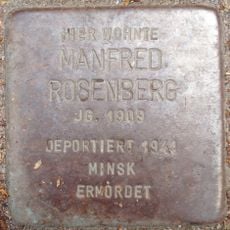 HIER WOHNTE
MANFRED
ROSENBERG
JG. 1909
DEPORTIERT 1941
MINSK
ERMORDET